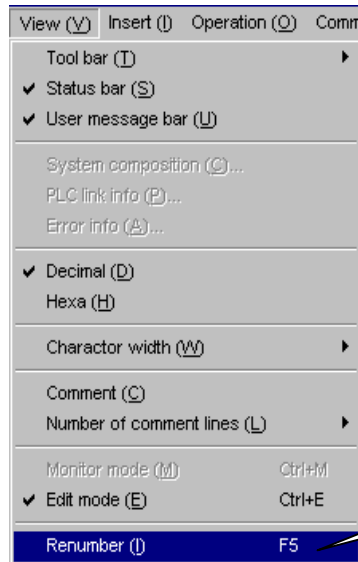 View (V) Insert (I) Operation (O) Comm
Tool bar (T)
Status bar (S)
User message bar (U)
System composition (C)...
PLC link info (P)...
Error info (A)...
Decimal (D)
Hexa (H)
Charactor width (W)
Comment (C)
Number of comment lines (L)
Monitor mode (M) Ctrl+M
Edit mode (E) Ctrl+E
Renumber (I) F5